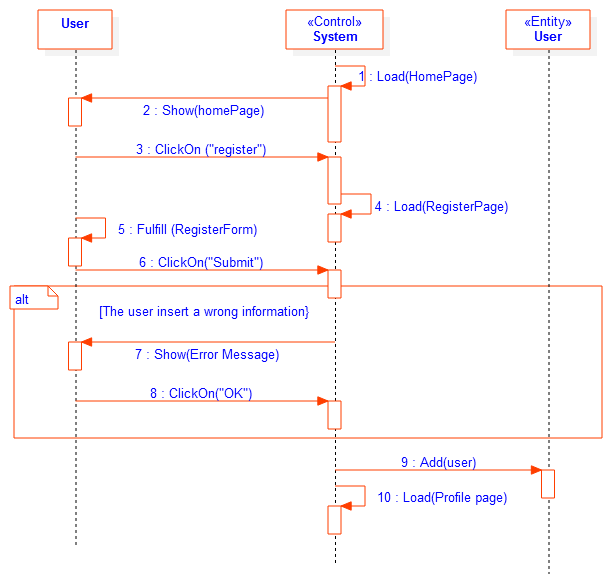 User
«Control»
System
«Entity»
User
1 : Load(HomePage)
2 : Show(homePage)
3 : ClickOn ("register")
4 : Load(RegisterPage)
5 : Fulfill (RegisterForm)
6 : ClickOn("Submit")
alt
[The user insert a wrong information}
7 : Show(Error Message)
8 : ClickOn("OK")
9 : Add(user)
10 : Load(Profile page)